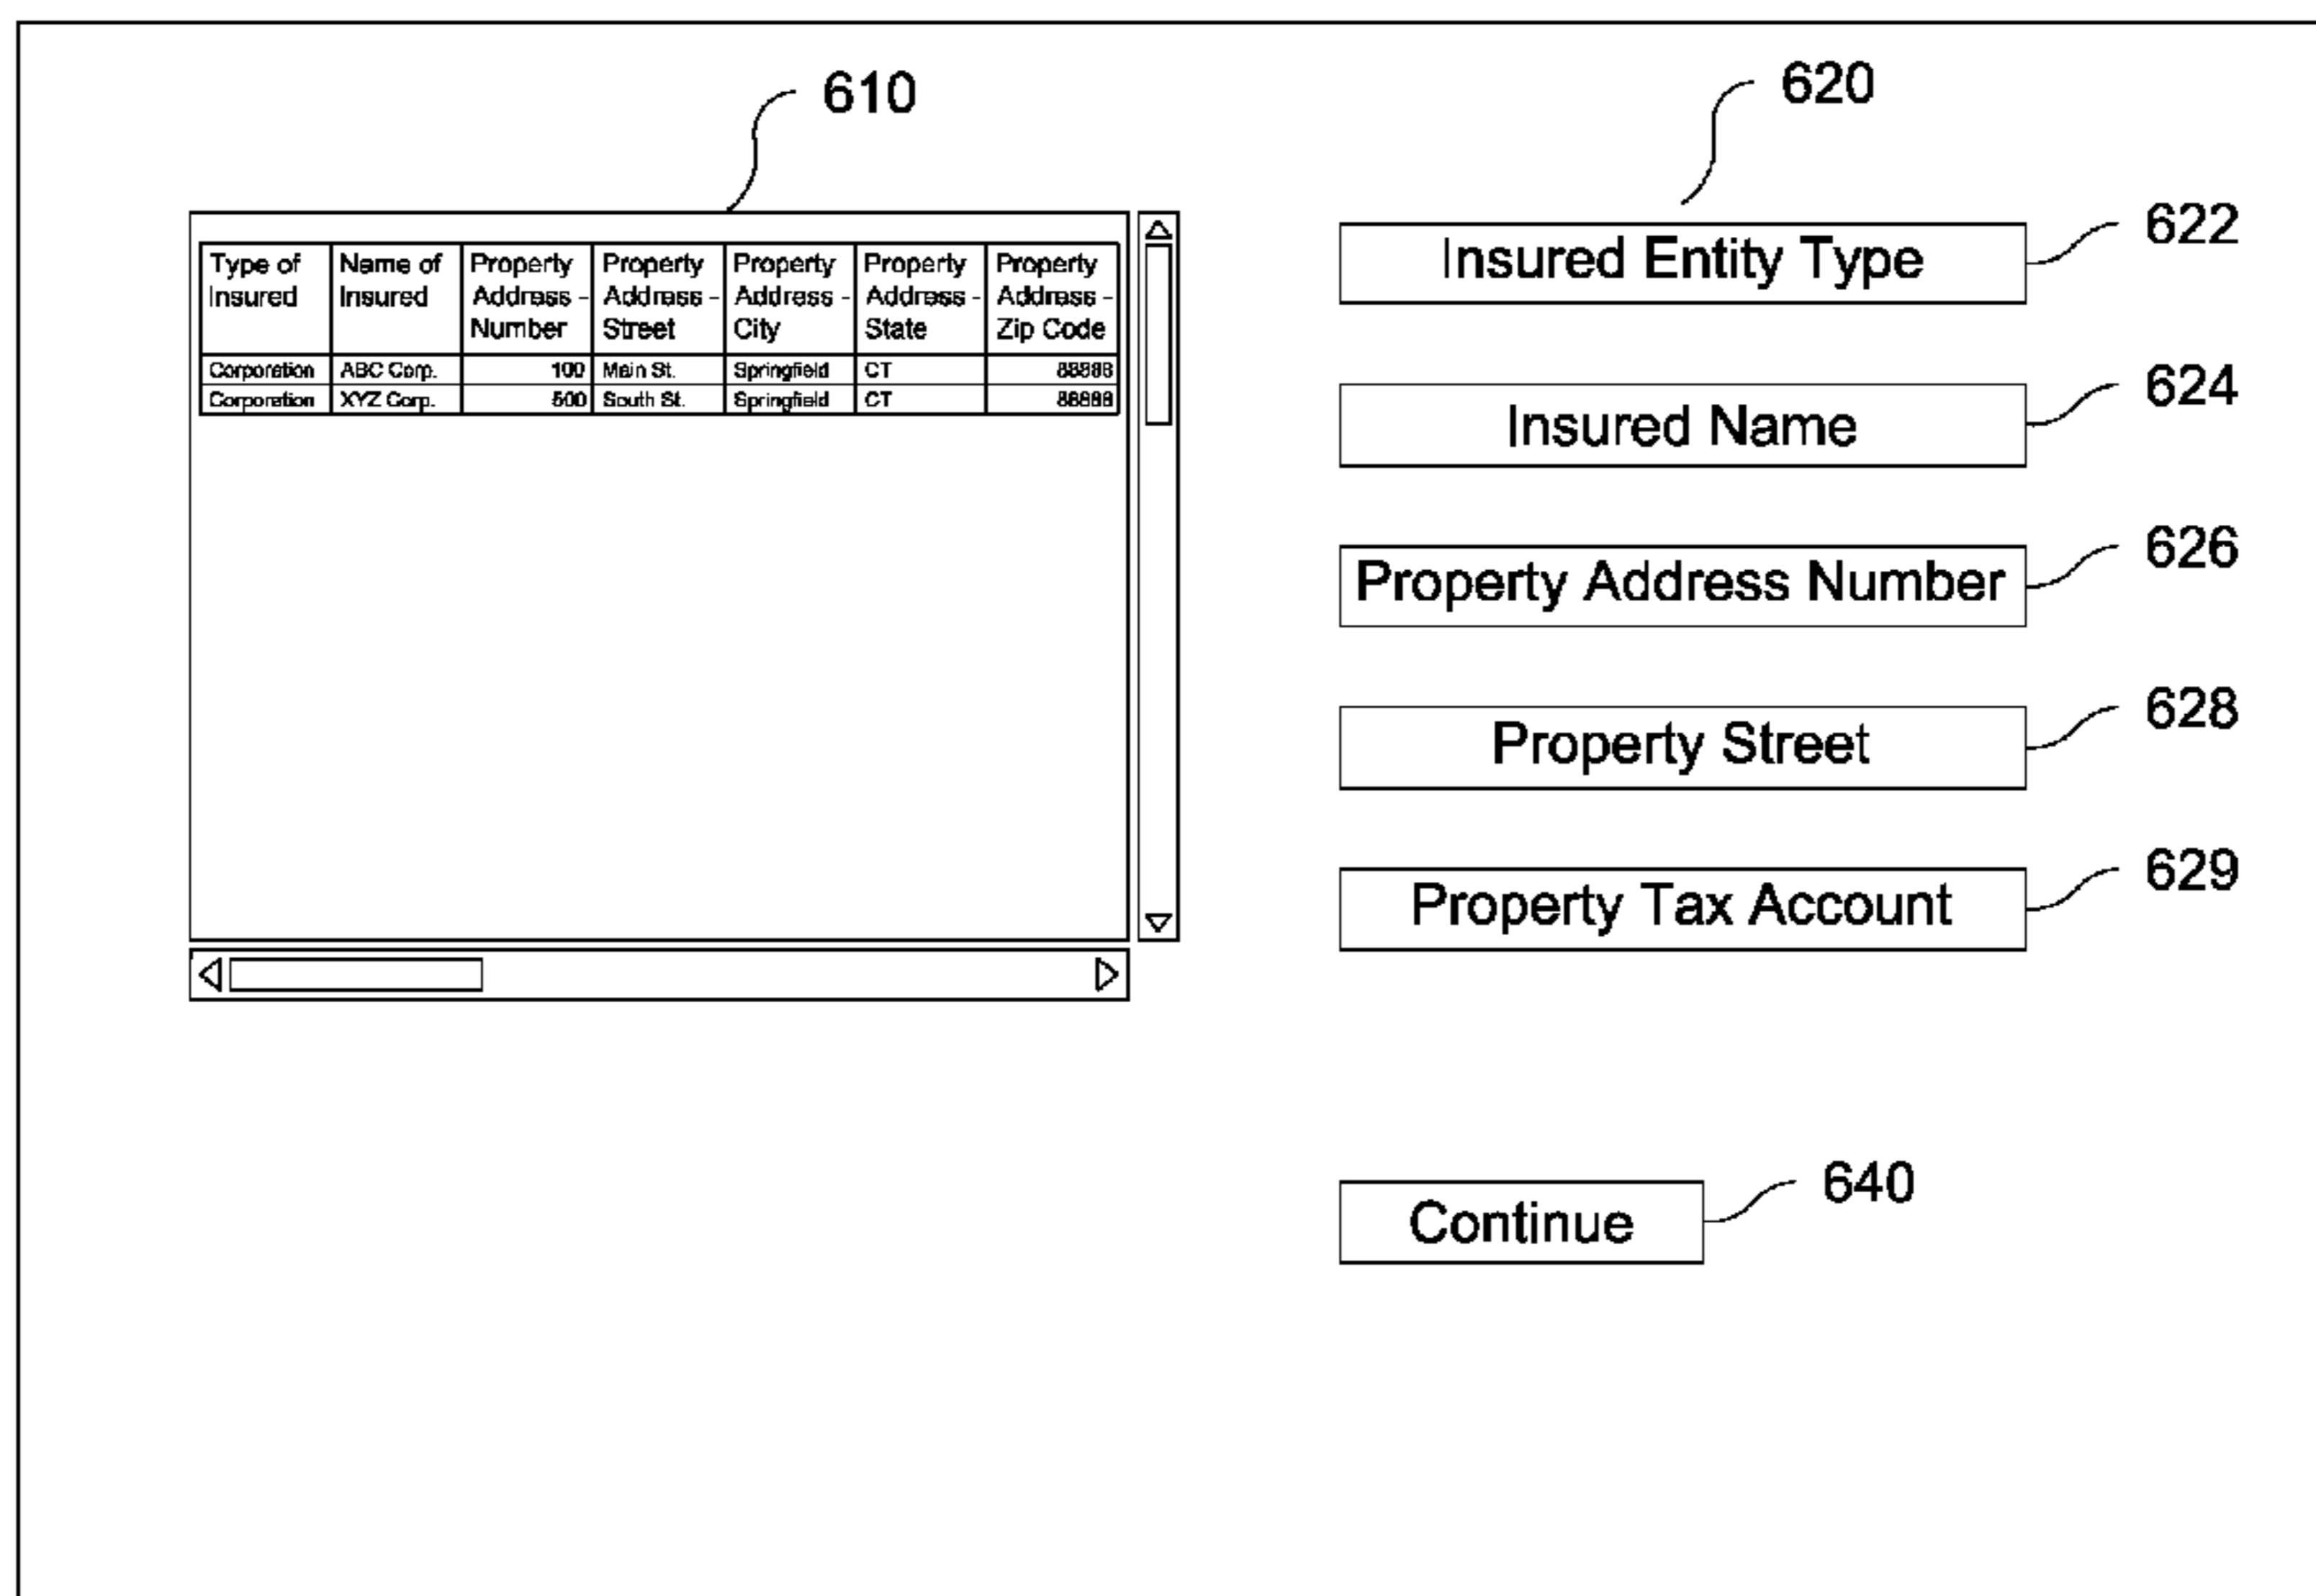 610
620
Type of Insured | Name of Insured | Property Address - Number | Property Address - Street | Property Address - City | Property Address - State | Property Address - Zip Code
Corporation | ABC Corp. | 100 | Main St. | Springfield | CT | 88888
Corporation | XYZ Corp. | 500 | South St. | Springfield | CT | 88888
Insured Entity Type 622
Insured Name 624
Property Address Number 626
Property Street 628
Property Tax Account 629
Continue 640